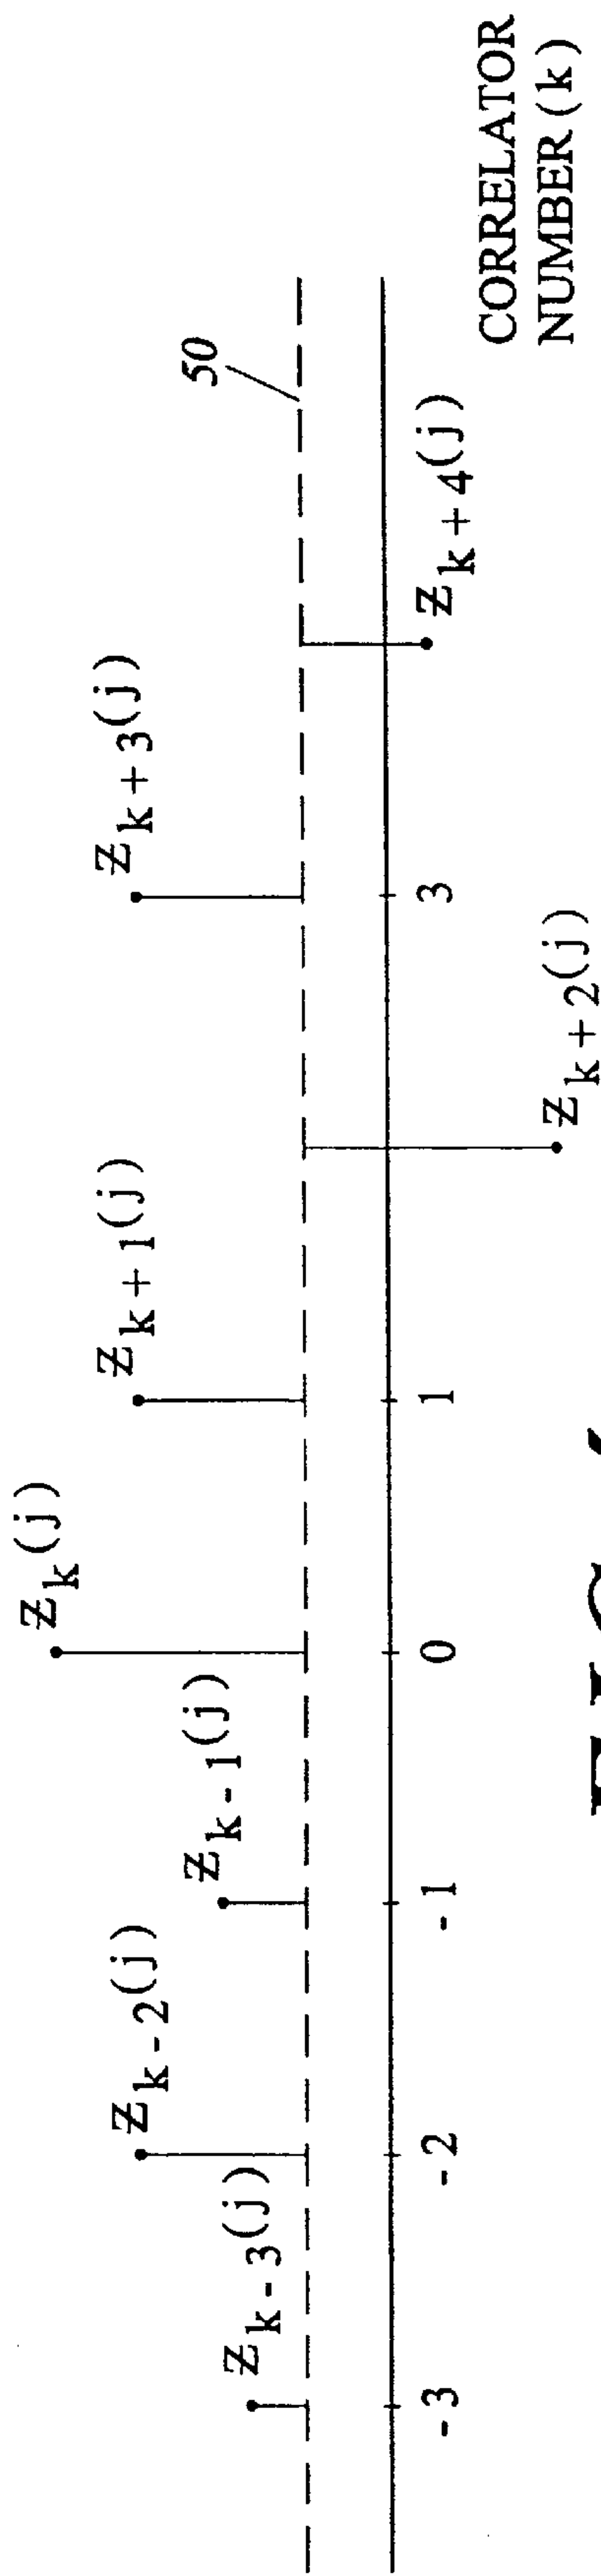 z_k(j)
z_{k+1}(j)
z_{k+3}(j)
z_{k-2}(j)
z_{k-1}(j)
z_{k-3}(j)
50
z_{k+4}(j)
z_{k+2}(j)
-3 -2 -1 0 1 3
CORRELATOR
NUMBER (k)